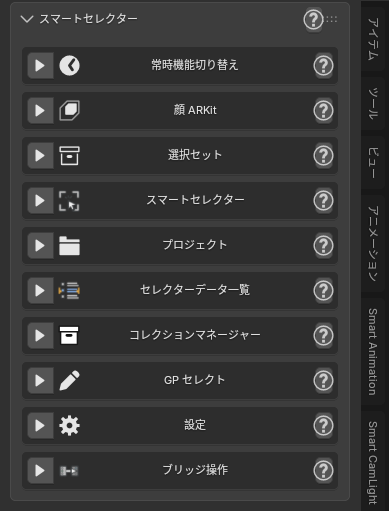 スマートセレクター
常時機能切り替え
顔 ARKit
選択セット
スマートセレクター
プロジェクト
セレクターデータ一覧
コレクションマネージャー
GP セレクト
設定
ブリッジ操作
アイテム
ツール
ビュー
アニメーション
Smart Animation
Smart CamLight